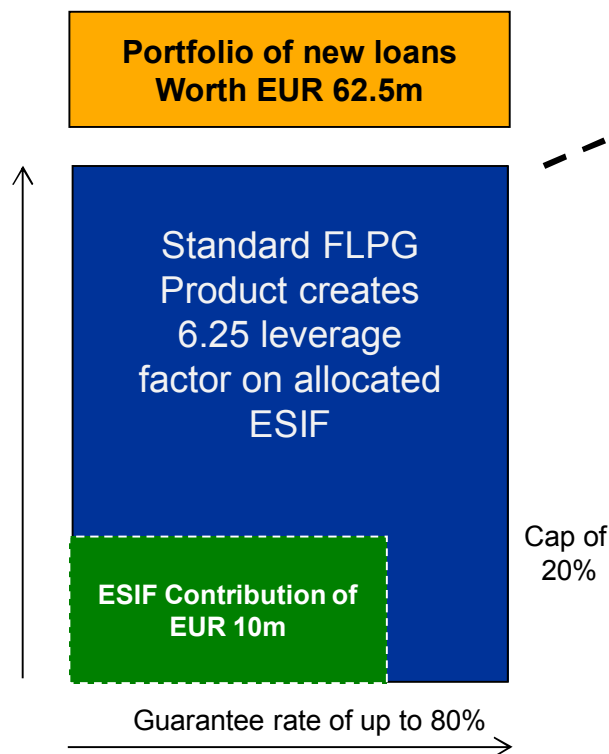 Portfolio of new loans
Worth EUR 62.5m
Standard FLPG
Product creates
6.25 leverage
factor on allocated
ESIF
Cap of
20%
ESIF Contribution of
EUR 10m
Guarantee rate of up to 80%